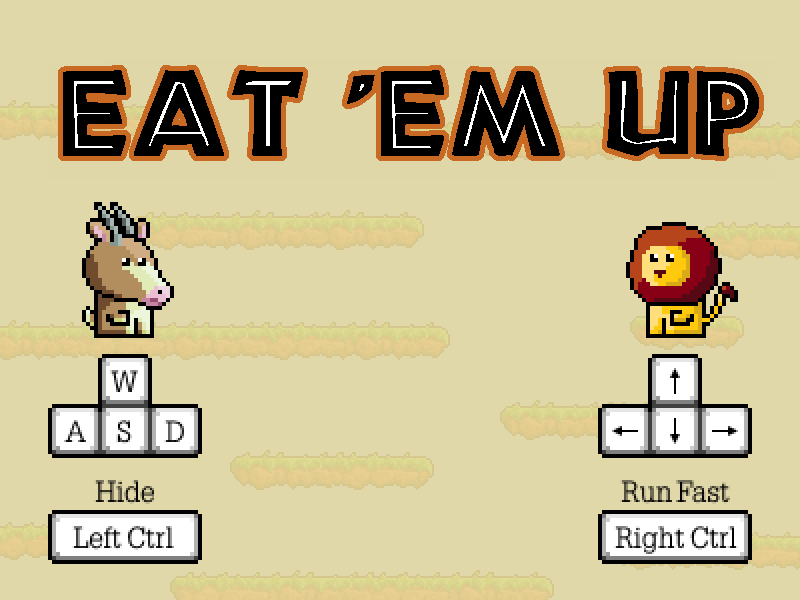 EAT 'EM UP
W
↑
A S D
← ↓ →
Hide
Run Fast
Left Ctrl
Right Ctrl